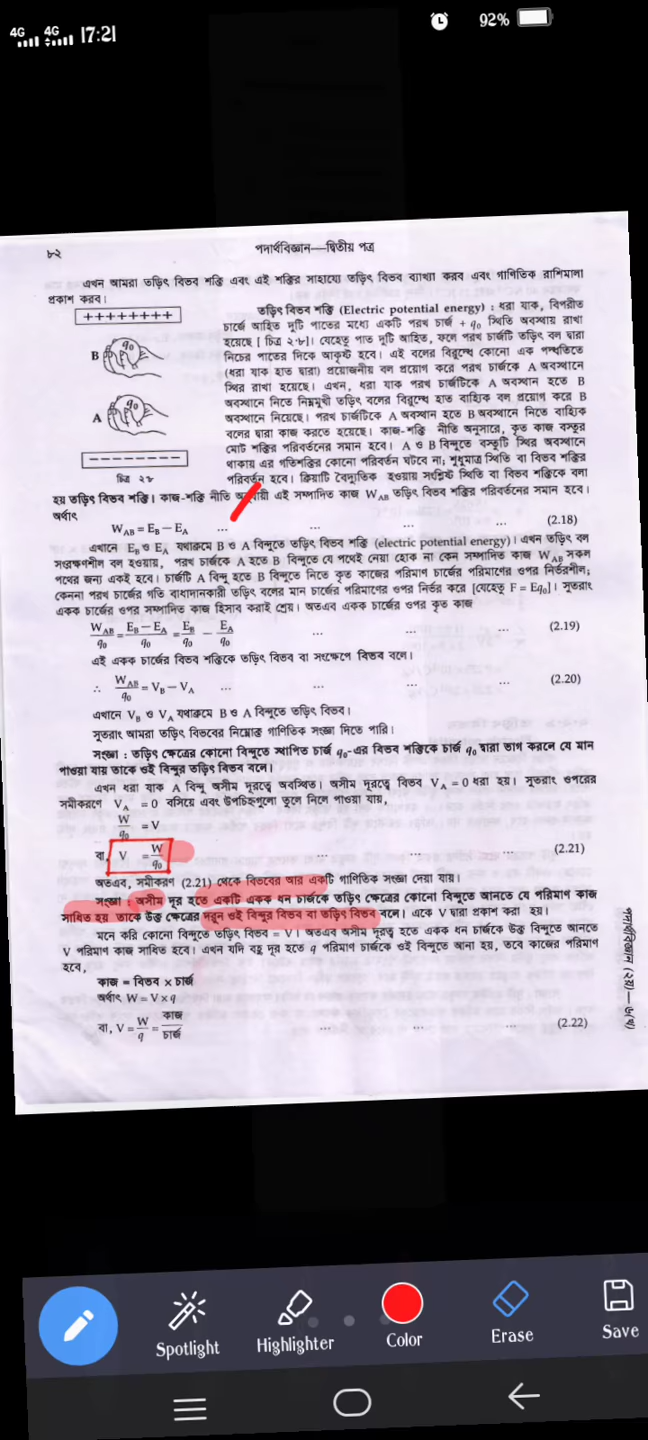 4G 4G 17:21 92%
৮২ পদার্থবিজ্ঞান—দ্বিতীয় পত্র
এখন আমরা তড়িৎ বিভব শক্তি এবং এই শক্তির সাহায্যে তড়িৎ বিভব ব্যাখ্যা করব এবং গাণিতিক রাশিমালা
প্রকাশ করব।
++++++++
B q₀
A q₀
--------
চিত্র ২·৮
তড়িৎ বিভব শক্তি (Electric potential energy) : ধরা যাক, বিপরীত
চার্জে আহিত দুটি পাতের মধ্যে একটি পরখ চার্জ + q₀ স্থিতি অবস্থায় রাখা
হয়েছে [ চিত্র ২·৮]। যেহেতু পাত দুটি আহিত, ফলে পরখ চার্জটি তড়িৎ বল দ্বারা
নিচের পাতের দিকে আকৃষ্ট হবে। এই বলের বিরুদ্ধে কোনো এক পদ্ধতিতে
(ধরা যাক হাত দ্বারা) প্রয়োজনীয় বল প্রয়োগ করে পরখ চার্জকে A অবস্থানে
স্থির রাখা হয়েছে। এখন, ধরা যাক পরখ চার্জটিকে A অবস্থান হতে B
অবস্থানে নিতে নিম্নমুখী তড়িৎ বলের বিরুদ্ধে হাত বাহ্যিক বল প্রয়োগ করে B
অবস্থানে নিয়েছে। পরখ চার্জটিকে A অবস্থান হতে B অবস্থানে নিতে বাহ্যিক
বলের দ্বারা কাজ করতে হয়েছে। কাজ-শক্তি নীতি অনুসারে, কৃত কাজ বস্তুর
মোট শক্তির পরিবর্তনের সমান হবে। A ও B বিন্দুতে বস্তুটি স্থির অবস্থানে
থাকায় এর গতিশক্তির কোনো পরিবর্তন ঘটবে না; শুধুমাত্র স্থিতি বা বিভব শক্তির
পরিবর্তন হবে। ক্রিয়াটি বৈদ্যুতিক হওয়ায় সংশ্লিষ্ট স্থিতি বা বিভব শক্তিকে বলা
হয় তড়িৎ বিভব শক্তি। কাজ-শক্তি নীতি অনুযায়ী এই সম্পাদিত কাজ W_AB তড়িৎ বিভব শক্তির পরিবর্তনের সমান হবে।
অর্থাৎ
W_AB = E_B − E_A ... ... ... ... (2.18)
এখানে E_B ও E_A যথাক্রমে B ও A বিন্দুতে তড়িৎ বিভব শক্তি (electric potential energy)। এখন তড়িৎ বল
সংরক্ষণশীল বল হওয়ায়, পরখ চার্জকে A হতে B বিন্দুতে যে পথেই নেয়া হোক না কেন সম্পাদিত কাজ W_AB সকল
পথের জন্য একই হবে। চার্জটি A বিন্দু হতে B বিন্দুতে নিতে কৃত কাজের পরিমাণ চার্জের পরিমাণের ওপর নির্ভরশীল;
কেননা পরখ চার্জের গতি বাধাদানকারী তড়িৎ বলের মান চার্জের পরিমাণের ওপর নির্ভর করে [যেহেতু F = Eq₀]। সুতরাং
একক চার্জের ওপর সম্পাদিত কাজ হিসাব করাই শ্রেয়। অতএব একক চার্জের ওপর কৃত কাজ
W_AB/q₀ = (E_B − E_A)/q₀ = E_B/q₀ − E_A/q₀ ... ... ... (2.19)
এই একক চার্জের বিভব শক্তিকে তড়িৎ বিভব বা সংক্ষেপে বিভব বলে।
∴ W_AB/q₀ = V_B − V_A ... ... ... ... (2.20)
এখানে V_B ও V_A যথাক্রমে B ও A বিন্দুতে তড়িৎ বিভব।
সুতরাং আমরা তড়িৎ বিভবের নিম্নোক্ত গাণিতিক সংজ্ঞা দিতে পারি।
সংজ্ঞা : তড়িৎ ক্ষেত্রের কোনো বিন্দুতে স্থাপিত চার্জ q₀-এর বিভব শক্তিকে চার্জ q₀ দ্বারা ভাগ করলে যে মান
পাওয়া যায় তাকে ওই বিন্দুর তড়িৎ বিভব বলে।
এখন ধরা যাক A বিন্দু অসীম দূরত্বে অবস্থিত। অসীম দূরত্বে বিভব V_A = 0 ধরা হয়। সুতরাং ওপরের
সমীকরণে V_A = 0 বসিয়ে এবং উপচিহ্নগুলো তুলে নিলে পাওয়া যায়,
W/q₀ = V
বা, V = W/q₀ ... ... ... (2.21)
অতএব, সমীকরণ (2.21) থেকে বিভবের আর একটি গাণিতিক সংজ্ঞা দেয়া যায়।
সংজ্ঞা : অসীম দূর হতে একটি একক ধন চার্জকে তড়িৎ ক্ষেত্রের কোনো বিন্দুতে আনতে যে পরিমাণ কাজ
সাধিত হয় তাকে উক্ত ক্ষেত্রের দরুন ওই বিন্দুর বিভব বা তড়িৎ বিভব বলে। একে V দ্বারা প্রকাশ করা হয়।
মনে করি কোনো বিন্দুতে তড়িৎ বিভব = V। অতএব অসীম দূরত্ব হতে একক ধন চার্জকে উক্ত বিন্দুতে আনতে
V পরিমাণ কাজ সাধিত হবে। এখন যদি বহু দূর হতে q পরিমাণ চার্জকে ওই বিন্দুতে আনা হয়, তবে কাজের পরিমাণ
হবে,
কাজ = বিভব × চার্জ
অর্থাৎ W = V × q
বা, V = W/q = কাজ/চার্জ ... ... ... (2.22)
পদার্থবিজ্ঞান (২য়)—৬(খ)
Spotlight Highlighter Color Erase Save